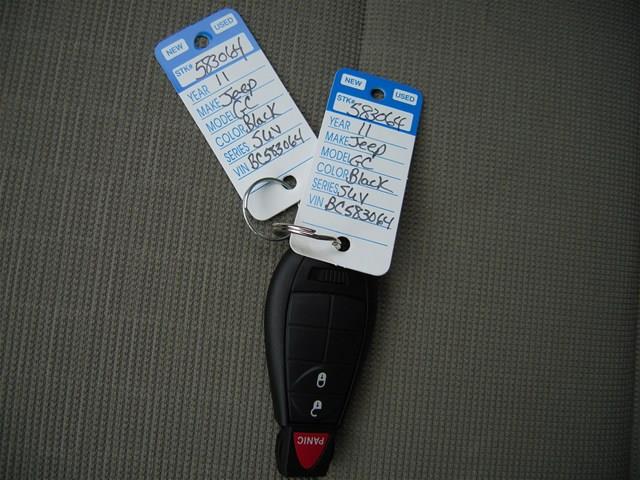 NEW USED
STK# 583064
YEAR 11
MAKE Jeep
MODEL GC
COLOR Black
SERIES SUV
VIN BC583064
NEW USED
STK# 583064
YEAR 11
MAKE Jeep
MODEL GC
COLOR Black
SERIES SUV
VIN BC583064
PANIC